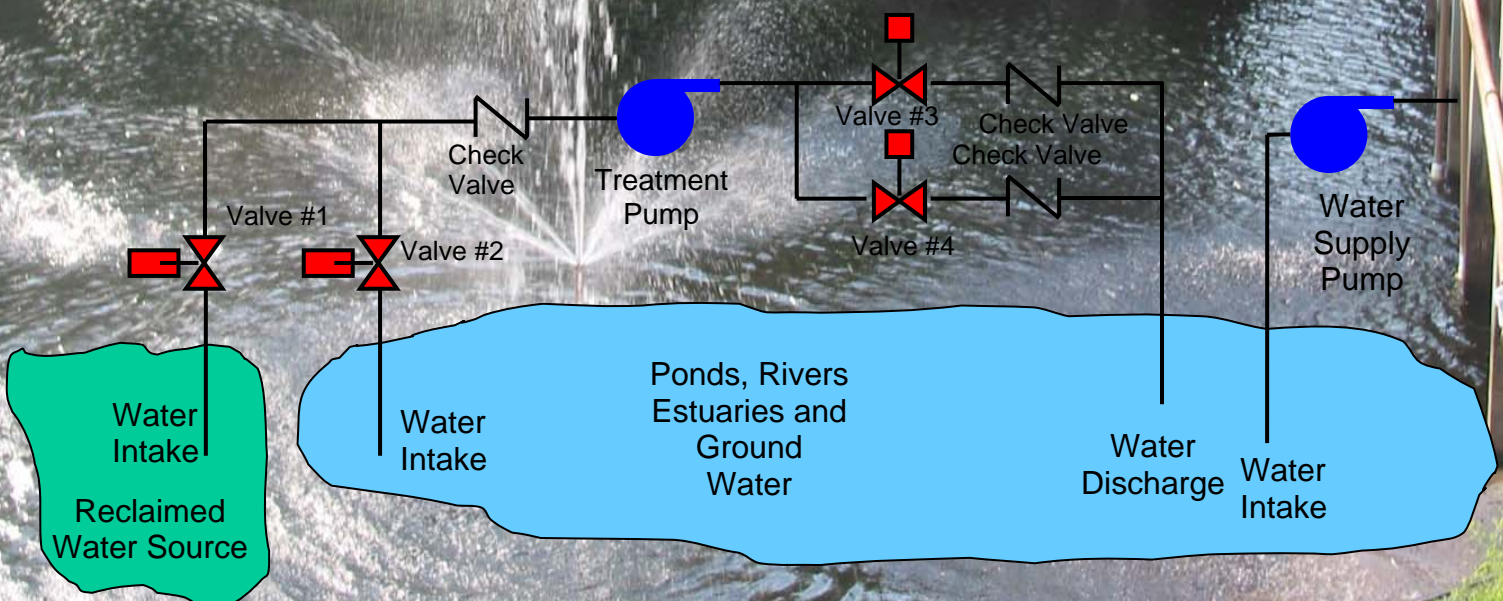 Valve #3
Check Valve
Check Valve
Check
Valve
Treatment
Pump
Valve #1
Valve #2
Valve #4
Water
Supply
Pump
Water
Intake
Reclaimed
Water Source
Water
Intake
Ponds, Rivers
Estuaries and
Ground
Water
Water
Discharge
Water
Intake